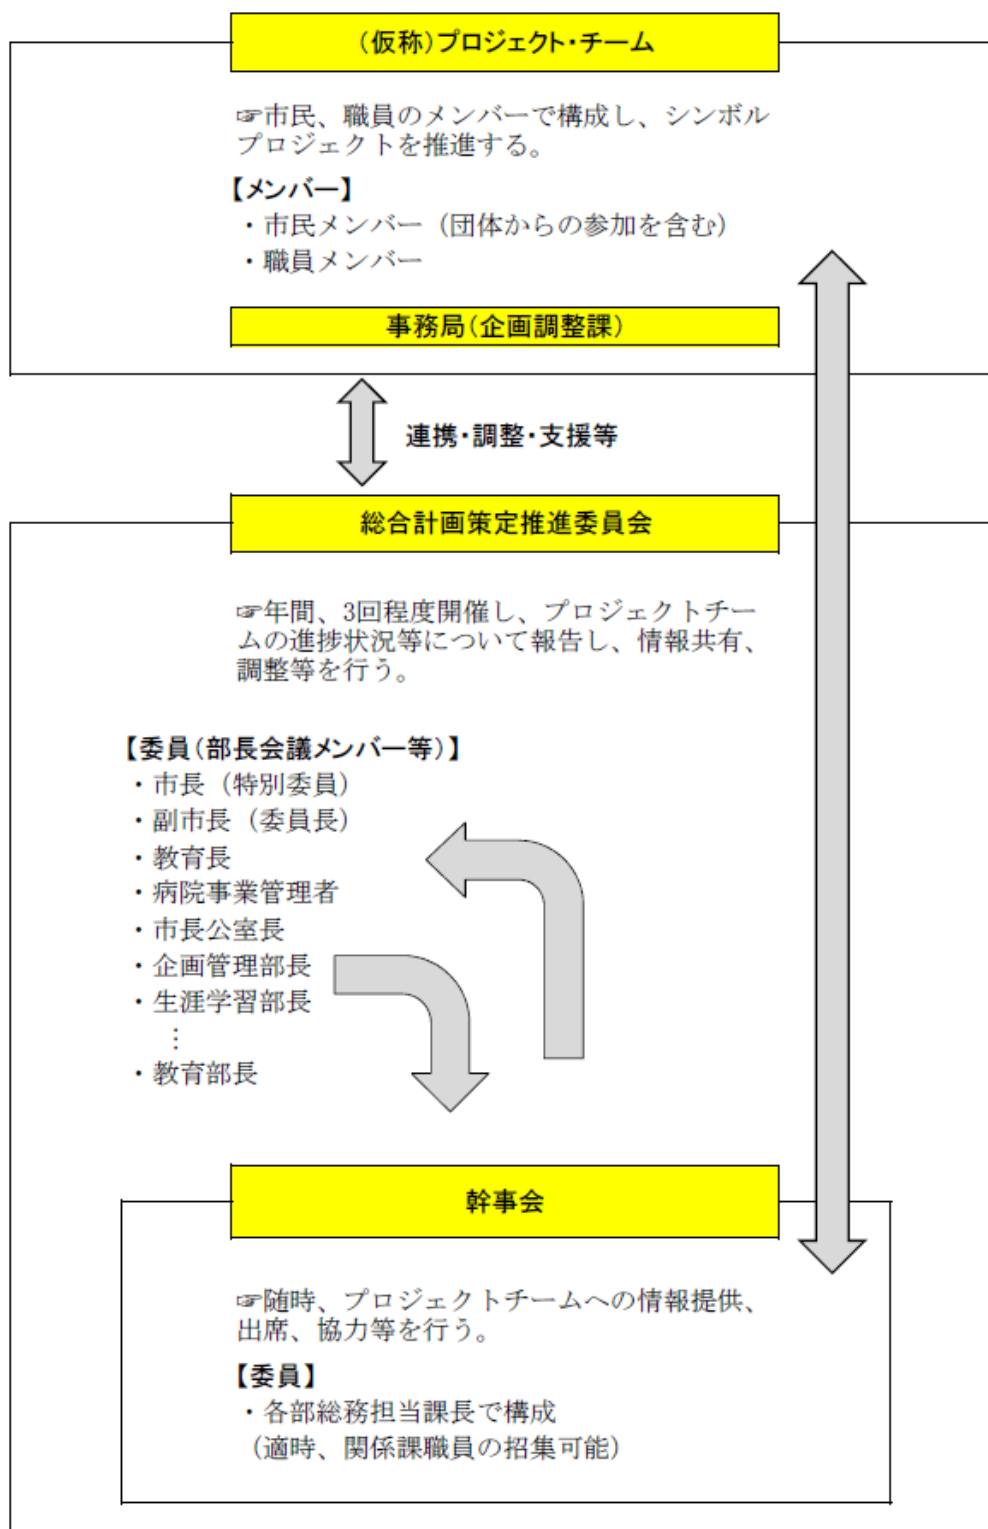 （仮称）プロジェクト・チーム
☞市民、職員のメンバーで構成し、シンボル
プロジェクトを推進する。
【メンバー】
・市民メンバー（団体からの参加を含む）
・職員メンバー
事務局（企画調整課）
連携・調整・支援等
総合計画策定推進委員会
☞年間、3回程度開催し、プロジェクトチー
ムの進捗状況等について報告し、情報共有、
調整等を行う。
【委員（部長会議メンバー等）】
・市長（特別委員）
・副市長（委員長）
・教育長
・病院事業管理者
・市長公室長
・企画管理部長
・生涯学習部長
⋮
・教育部長
幹事会
☞随時、プロジェクトチームへの情報提供、
出席、協力等を行う。
【委員】
・各部総務担当課長で構成
（適時、関係課職員の招集可能）